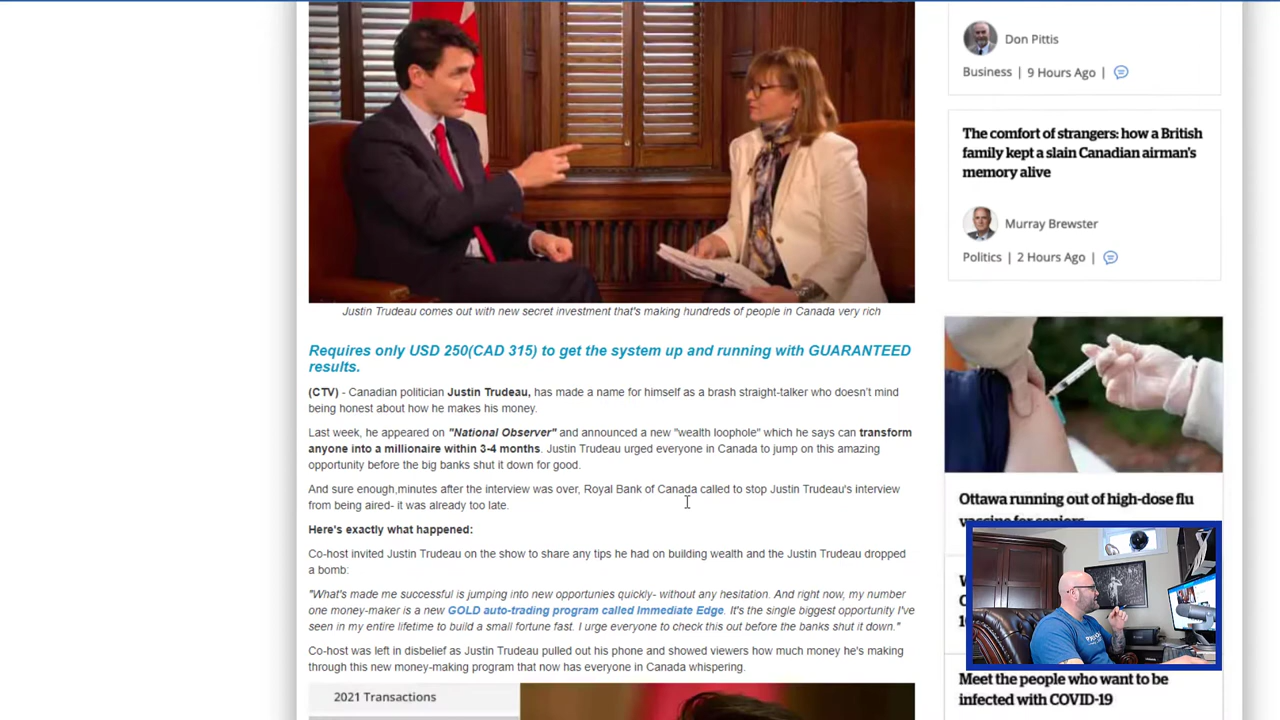 Don Pittis
Business | 9 Hours Ago |
The comfort of strangers: how a British
family kept a slain Canadian airman's
memory alive
Murray Brewster
Politics | 2 Hours Ago |
Justin Trudeau comes out with new secret investment that's making hundreds of people in Canada very rich
Requires only USD 250(CAD 315) to get the system up and running with GUARANTEED
results.
(CTV) - Canadian politician Justin Trudeau, has made a name for himself as a brash straight-talker who doesn't mind
being honest about how he makes his money.
Last week, he appeared on "National Observer" and announced a new "wealth loophole" which he says can transform
anyone into a millionaire within 3-4 months. Justin Trudeau urged everyone in Canada to jump on this amazing
opportunity before the big banks shut it down for good.
And sure enough,minutes after the interview was over, Royal Bank of Canada called to stop Justin Trudeau's interview
from being aired- it was already too late.
Here's exactly what happened:
Co-host invited Justin Trudeau on the show to share any tips he had on building wealth and the Justin Trudeau dropped
a bomb:
"What's made me successful is jumping into new opportunies quickly- without any hesitation. And right now, my number
one money-maker is a new GOLD auto-trading program called Immediate Edge. It's the single biggest opportunity I've
seen in my entire lifetime to build a small fortune fast. I urge everyone to check this out before the banks shut it down."
Co-host was left in disbelief as Justin Trudeau pulled out his phone and showed viewers how much money he's making
through this new money-making program that now has everyone in Canada whispering.
2021 Transactions
Ottawa running out of high-dose flu
vaccine for seniors
Meet the people who want to be
infected with COVID-19